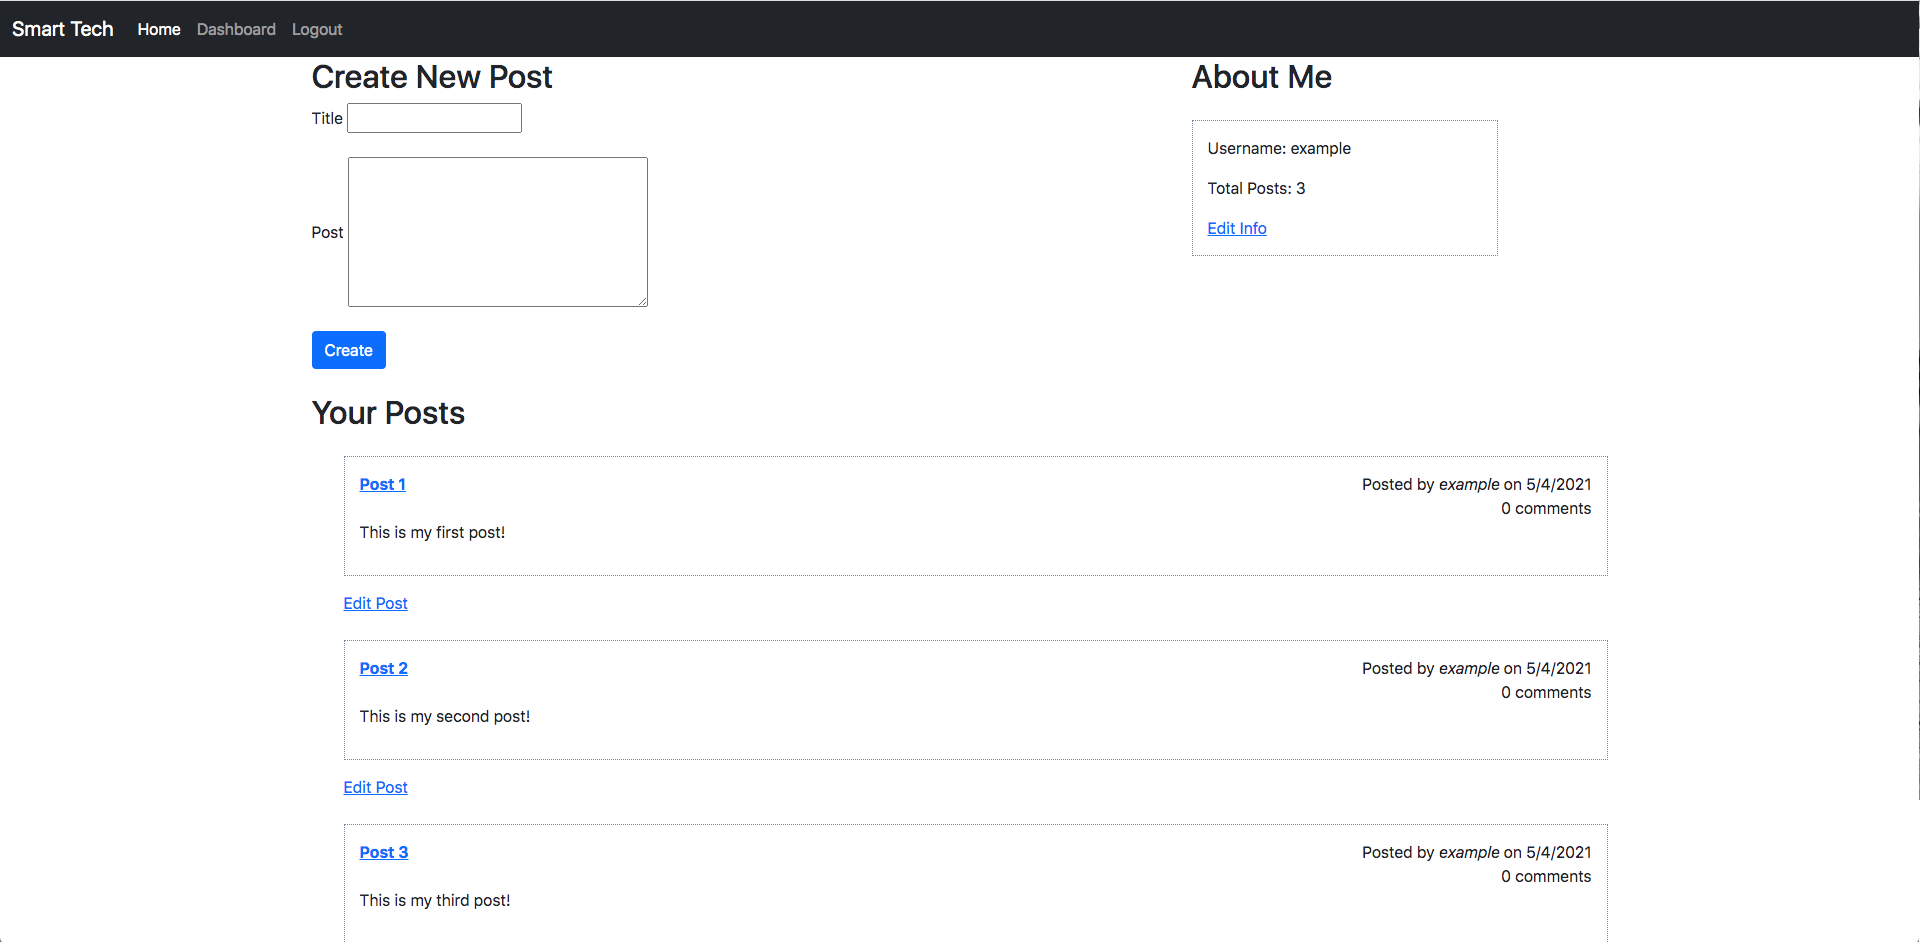 Smart Tech Home Dashboard Logout
Create New Post
Title
Post
Create
About Me
Username: example
Total Posts: 3
Edit Info
Your Posts
Post 1
Posted by example on 5/4/2021
0 comments
This is my first post!
Edit Post
Post 2
Posted by example on 5/4/2021
0 comments
This is my second post!
Edit Post
Post 3
Posted by example on 5/4/2021
0 comments
This is my third post!